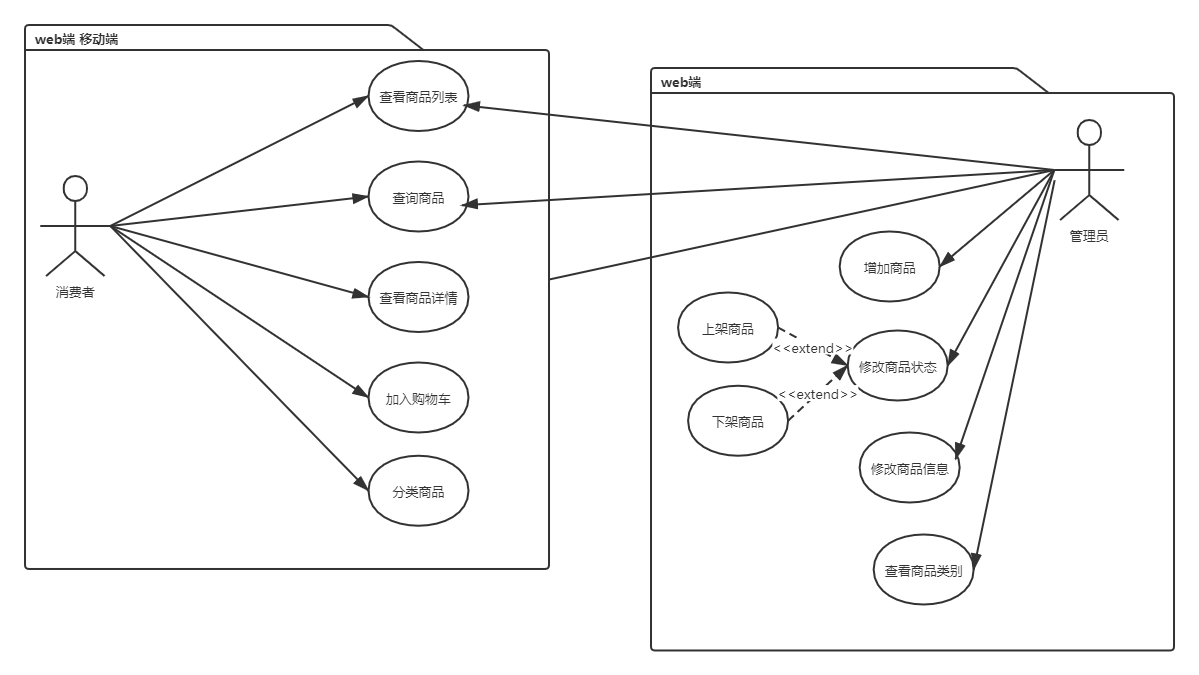 web端 移动端
查看商品列表
查询商品
查看商品详情
加入购物车
分类商品
消费者
web端
管理员
增加商品
上架商品
<<extend>>
修改商品状态
<<extend>>
下架商品
修改商品信息
查看商品类别